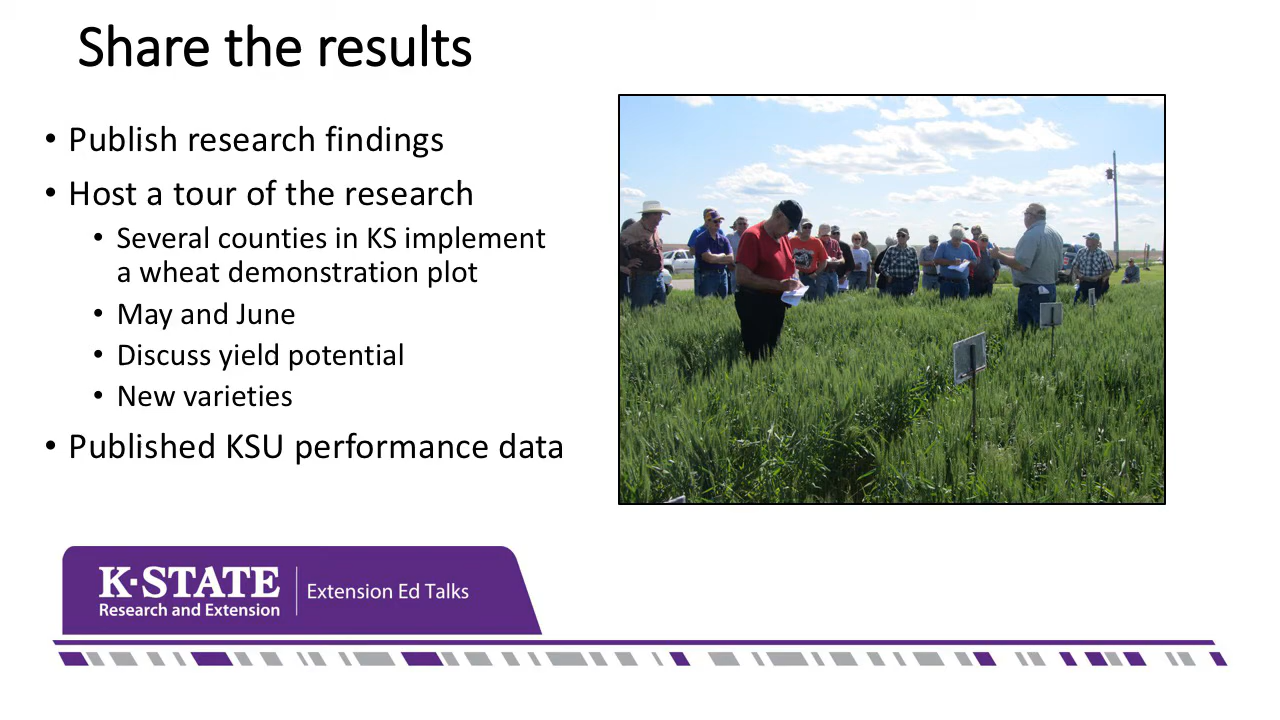 Share the results
• Publish research findings
• Host a tour of the research
• Several counties in KS implement
a wheat demonstration plot
• May and June
• Discuss yield potential
• New varieties
• Published KSU performance data
K·STATE
Research and Extension
Extension Ed Talks